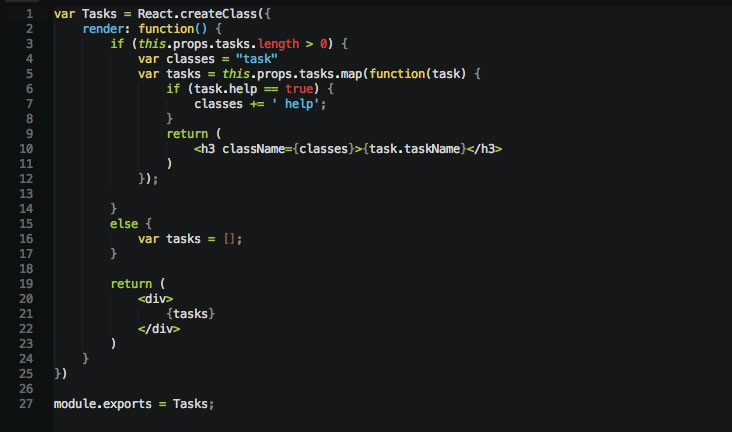 1 var Tasks = React.createClass({
2     render: function() {
3         if (this.props.tasks.length > 0) {
4             var classes = "task"
5             var tasks = this.props.tasks.map(function(task) {
6                 if (task.help == true) {
7                     classes += ' help';
8                 }
9                 return (
10                     <h3 className={classes}>{task.taskName}</h3>
11                 )
12             });
13
14         }
15         else {
16             var tasks = [];
17         }
18
19         return (
20             <div>
21                 {tasks}
22             </div>
23         )
24     }
25 })
26
27 module.exports = Tasks;